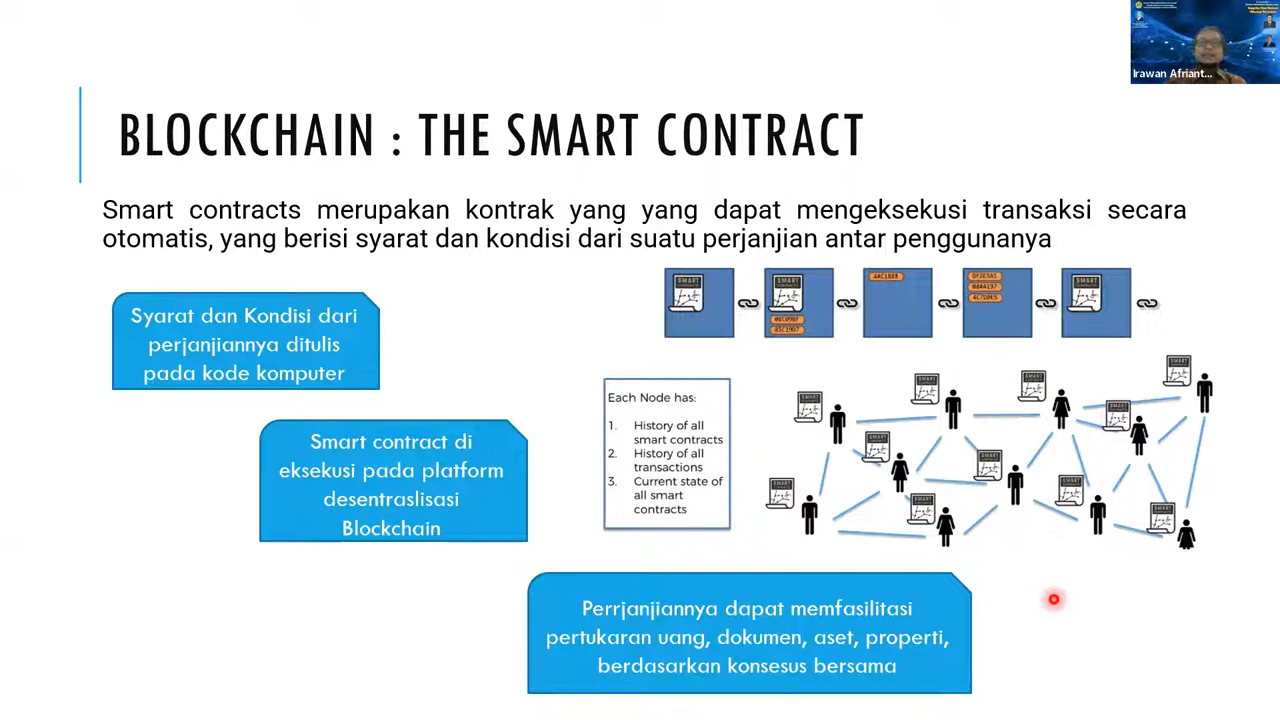 Irawan Afriant...
BLOCKCHAIN : THE SMART CONTRACT
Smart contracts merupakan kontrak yang yang dapat mengeksekusi transaksi secara
otomatis, yang berisi syarat dan kondisi dari suatu perjanjian antar penggunanya
Syarat dan Kondisi dari
perjanjiannya ditulis
pada kode komputer
Smart contract di
eksekusi pada platform
desentraslisasi
Blockchain
Each Node has:
1. History of all
smart contracts
2. History of all
transactions
3. Current state of
all smart
contracts
Perrjanjiannya dapat memfasilitasi
pertukaran uang, dokumen, aset, properti,
berdasarkan konsesus bersama